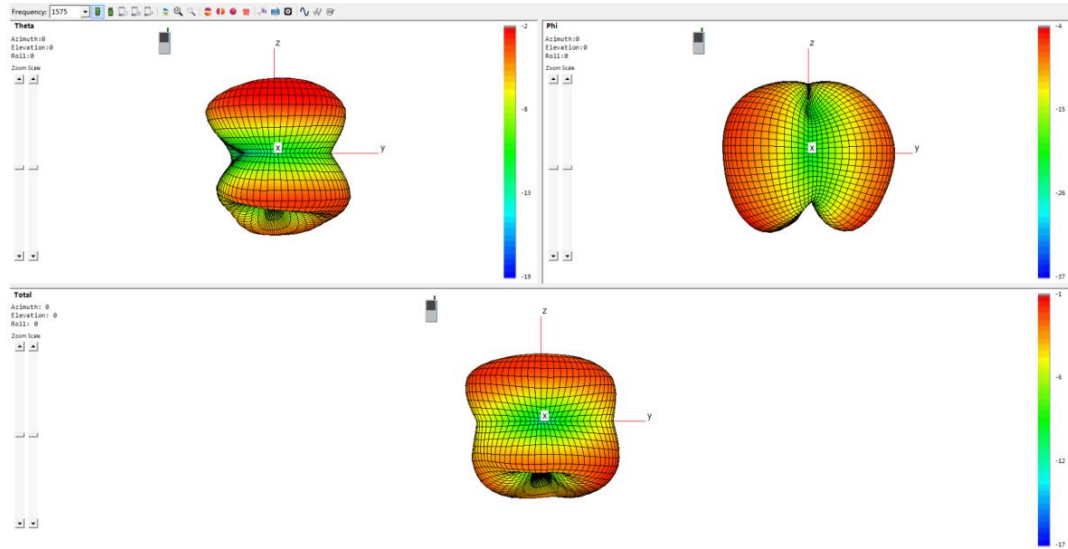 Frequency: 1575
Theta
Azimuth:0
Elevation:0
Roll:0
Zoom Scale
z
x
y
-2
-8
-13
-19
Phi
Azimuth:0
Elevation:0
Roll:0
Zoom Scale
z
x
y
-4
-15
-26
-37
Total
Azimuth: 0
Elevation: 0
Roll: 0
Zoom Scale
z
x
y
-1
-6
-12
-17